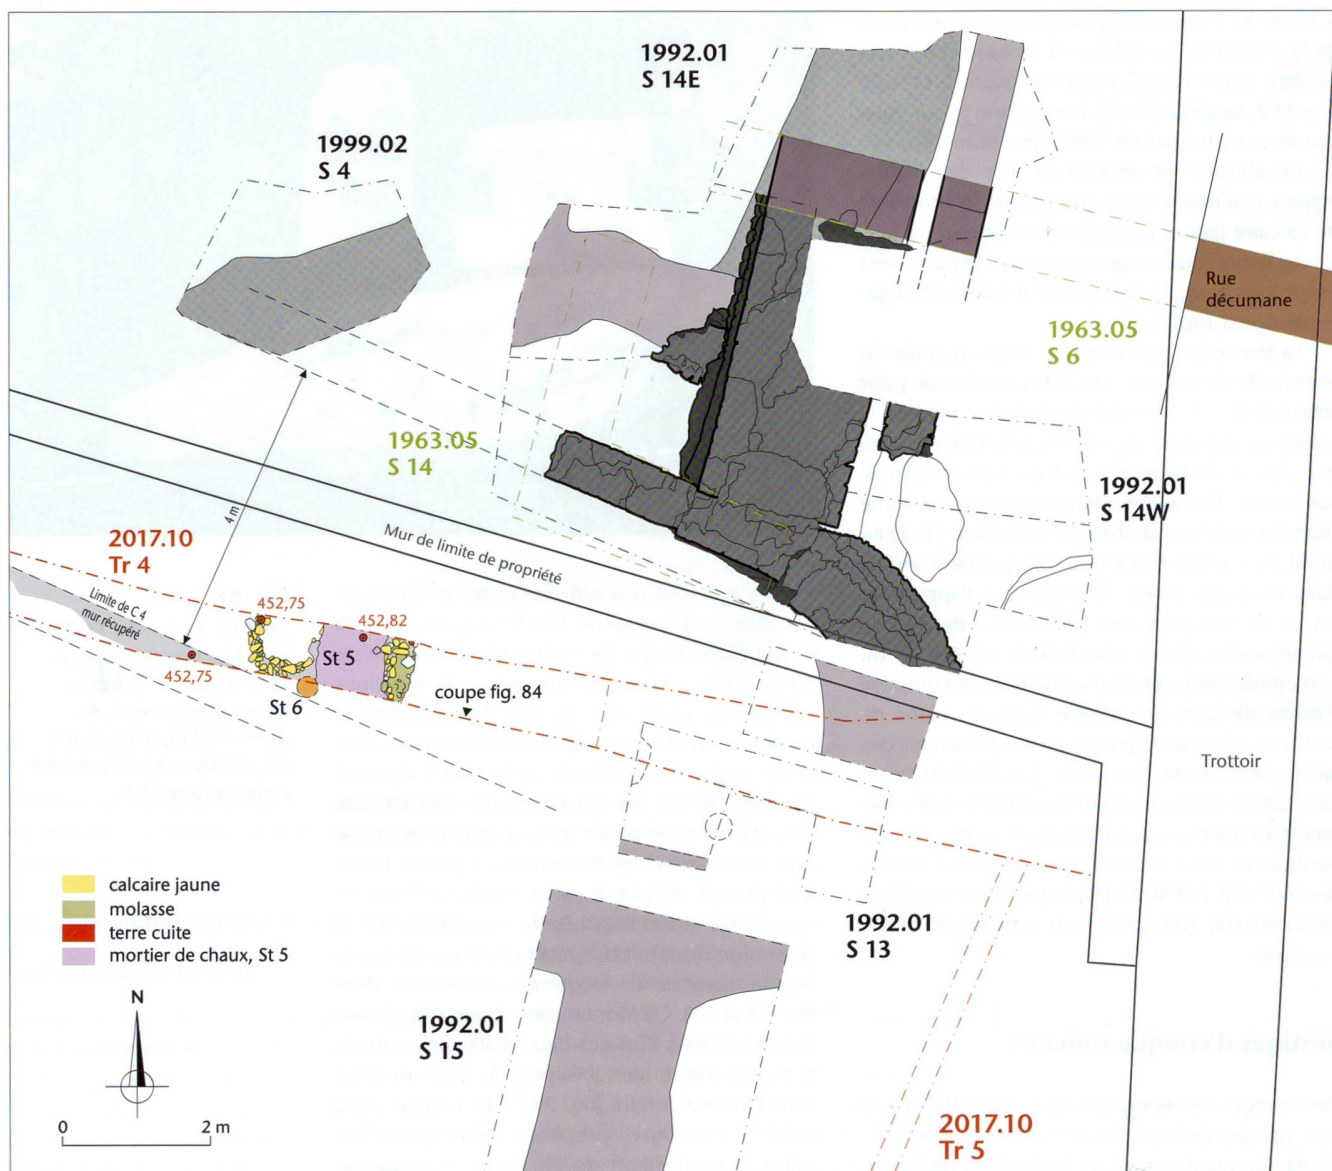 1992.01
S 14E
1999.02
S 4
Rue
décumane
1963.05
S 6
1963.05
S 14
4 m
1992.01
S 14W
2017.10
Tr 4
Mur de limite de propriété
Limite de C 4
mur récupéré
452,75
452,82
St 5
452,75
St 6
coupe fig. 84
Trottoir
calcaire jaune
molasse
terre cuite
mortier de chaux, St 5
1992.01
S 13
N
1992.01
S 15
0 2 m
2017.10
Tr 5